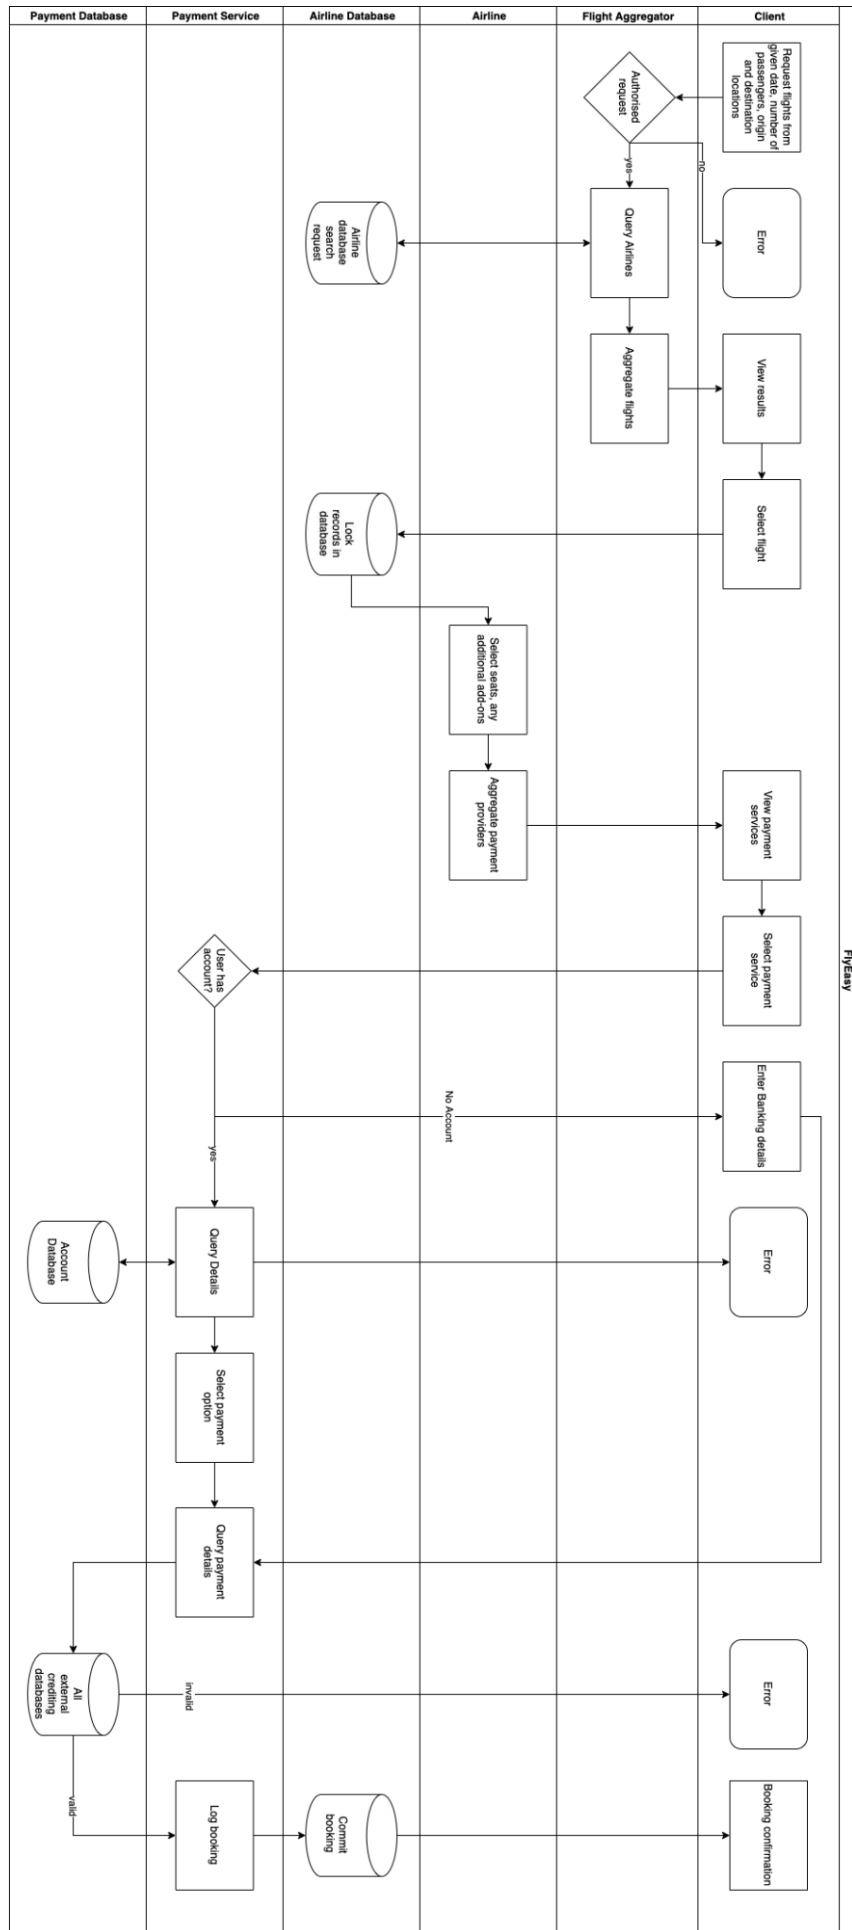 FlyEasy
Client
Flight Aggregator
Airline
Airline Database
Payment Service
Payment Database
Request flights from
given date, number of
passengers, origin
and destination
locations
Authorised
request
no
yes
Error
Query Airlines
Airline
database
search
request
Aggregate flights
View results
Select flight
Lock
records in
database
Select seats, any
additional add-ons
Aggregate payment
providers
View payment
services
Select payment
service
User has
account?
No Account
Enter Banking details
yes
Query Details
Account
Database
Error
Select payment
option
Query payment
details
All
external
crediting
databases
invalid
Error
valid
Log booking
Commit
booking
Booking confirmation